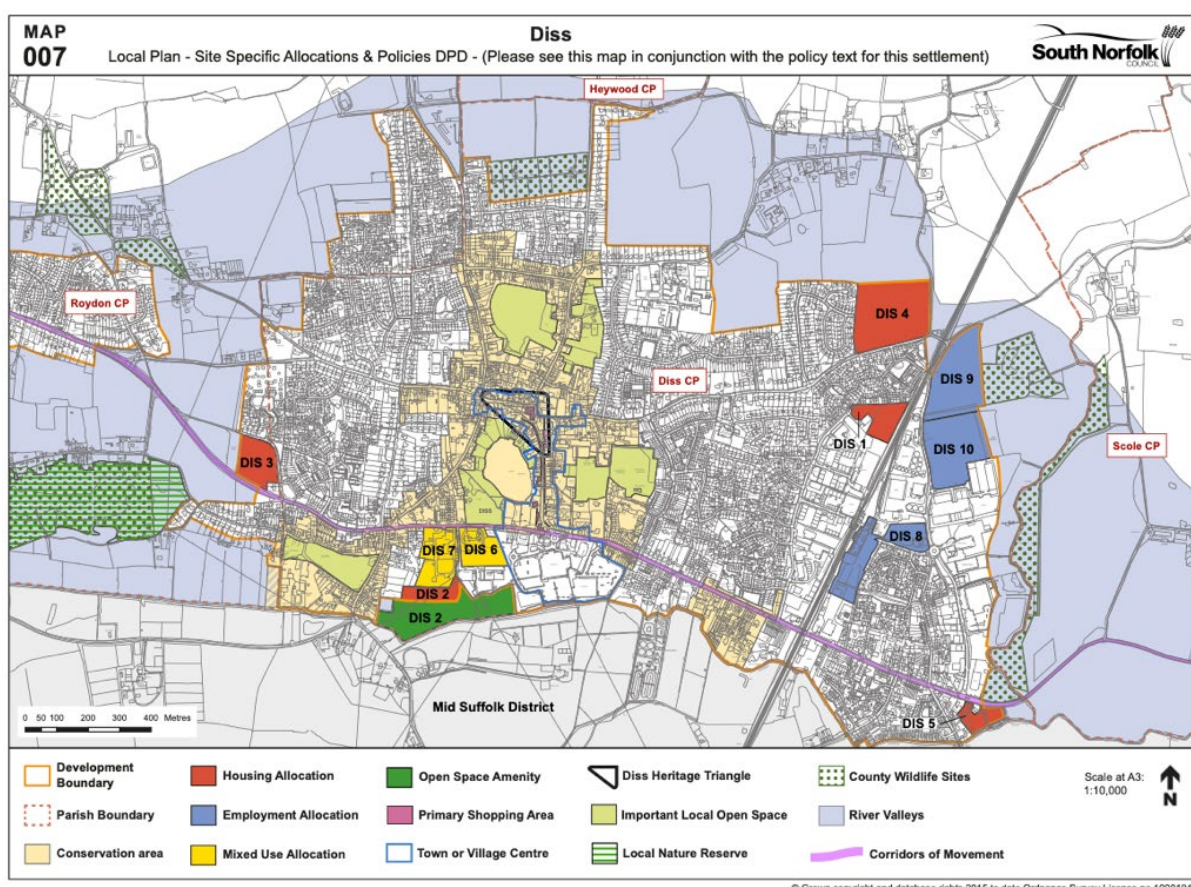 MAP
007
Diss
Local Plan - Site Specific Allocations & Policies DPD - (Please see this map in conjunction with the policy text for this settlement)
South Norfolk
COUNCIL
Heywood CP
Roydon CP
DIS 4
Diss CP
DIS 9
DIS 1
Scole CP
DIS 3
DIS 10
DISS
DIS 7
DIS 6
DIS 8
DIS 2
DIS 2
Mid Suffolk District
DIS 5
0 50 100 200 300 400 Metres
Development
Boundary
Housing Allocation
Open Space Amenity
Diss Heritage Triangle
County Wildlife Sites
Scale at A3:
1:10,000
N
Parish Boundary
Employment Allocation
Primary Shopping Area
Important Local Open Space
River Valleys
Conservation area
Mixed Use Allocation
Town or Village Centre
Local Nature Reserve
Corridors of Movement